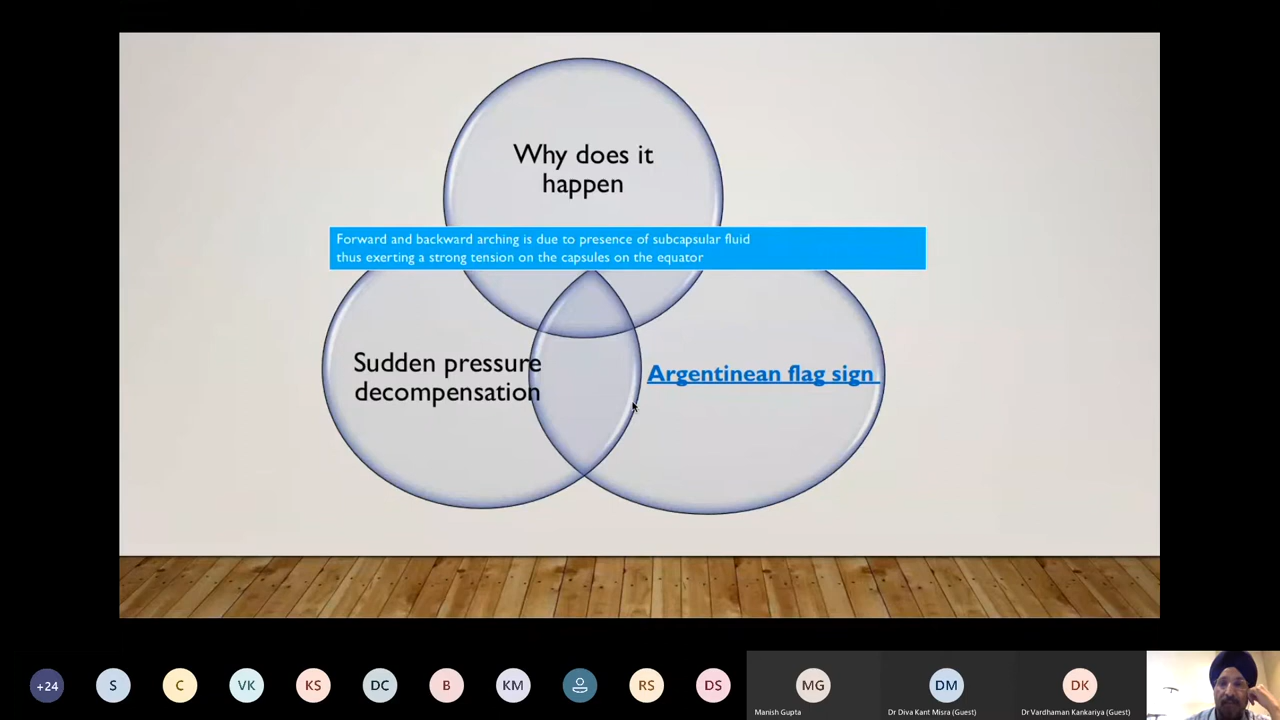 Why does it
happen
Forward and backward arching is due to presence of subcapsular fluid
thus exerting a strong tension on the capsules on the equator
Sudden pressure
decompensation
Argentinean flag sign
+24
S
C
VK
KS
DC
B
KM
RS
DS
MG
DM
DK
Manish Gupta
Dr Diva Kant Misra (Guest)
Dr Vardhaman Kankariya (Guest)